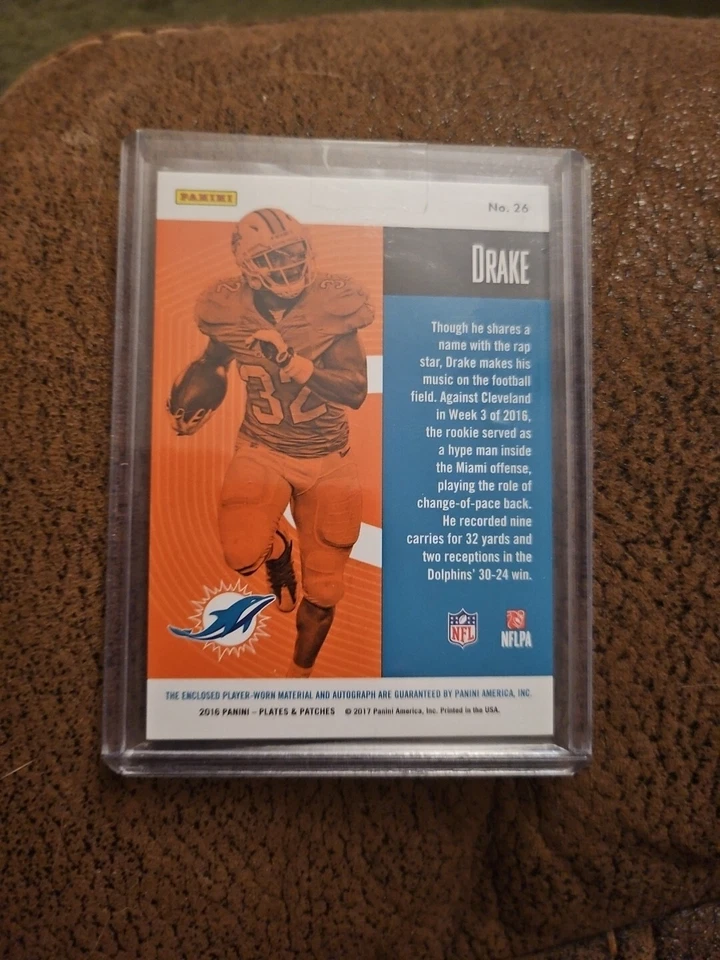 PANINI
No. 26
DRAKE
32
32
Though he shares a
name with the rap
star, Drake makes his
music on the football
field. Against Cleveland
in Week 3 of 2016,
the rookie served as
a hype man inside
the Miami offense,
playing the role of
change-of-pace back.
He recorded nine
carries for 32 yards and
two receptions in the
Dolphins' 30-24 win.
NFL
NFLPA
THE ENCLOSED PLAYER-WORN MATERIAL AND AUTOGRAPH ARE GUARANTEED BY PANINI AMERICA, INC.
2016 PANINI – PLATES & PATCHES © 2017 Panini America, Inc. Printed in the USA.